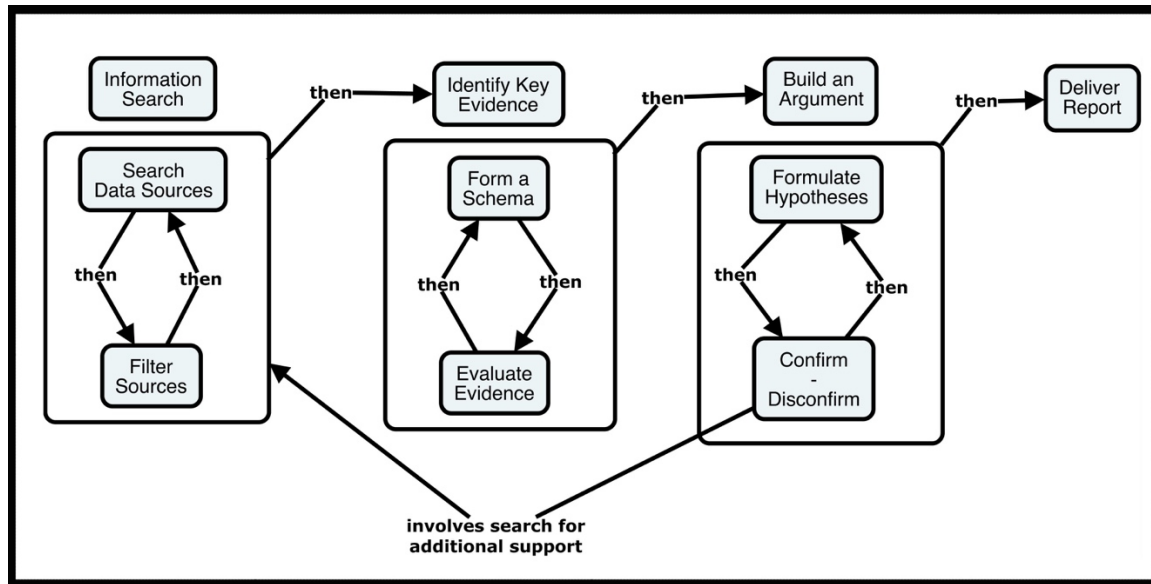 Information
Search
then
Identify Key
Evidence
then
Build an
Argument
then
Deliver
Report
Search
Data Sources
then
then
Filter
Sources
Form a
Schema
then
then
Evaluate
Evidence
Formulate
Hypotheses
then
then
Confirm
-
Disconfirm
involves search for
additional support